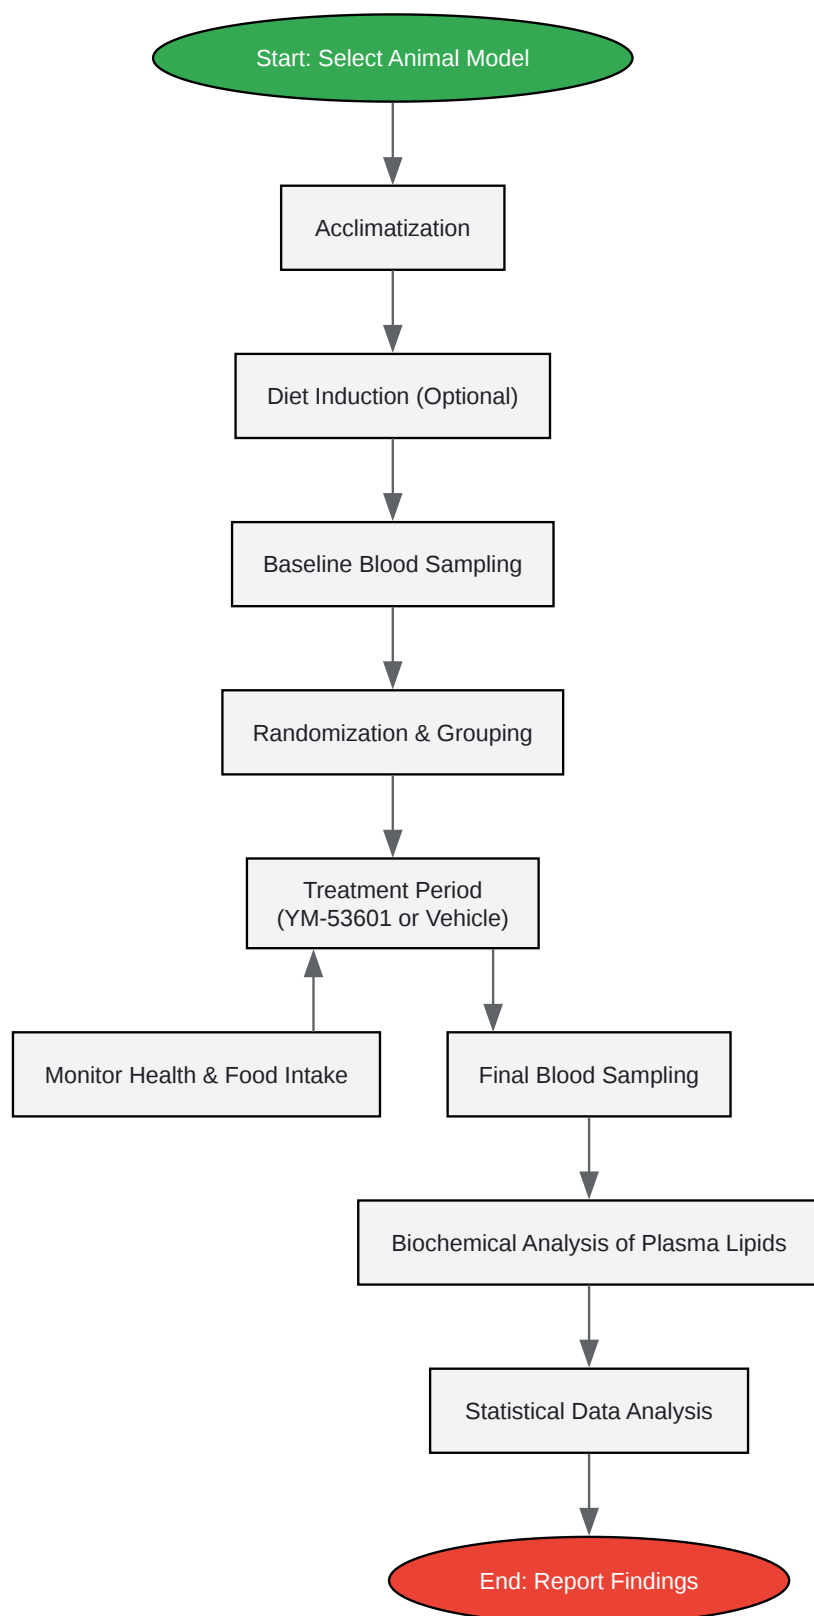 Start: Select Animal Model
Acclimatization
Diet Induction (Optional)
Baseline Blood Sampling
Randomization & Grouping
Treatment Period
(YM-53601 or Vehicle)
Monitor Health & Food Intake
Final Blood Sampling
Biochemical Analysis of Plasma Lipids
Statistical Data Analysis
End: Report Findings